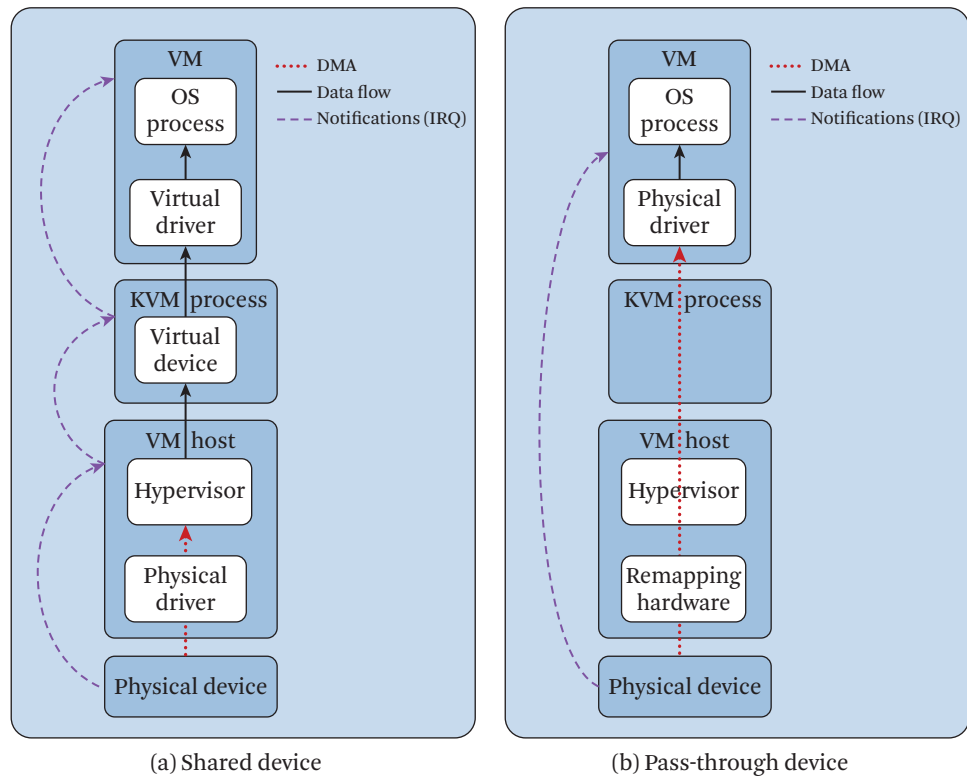 VM
OS
process
Virtual
driver
KVM process
Virtual
device
VM host
Hypervisor
Physical
driver
Physical device
DMA
Data flow
Notifications (IRQ)
(a) Shared device
VM
OS
process
Physical
driver
KVM process
VM host
Hypervisor
Remapping
hardware
Physical device
DMA
Data flow
Notifications (IRQ)
(b) Pass-through device